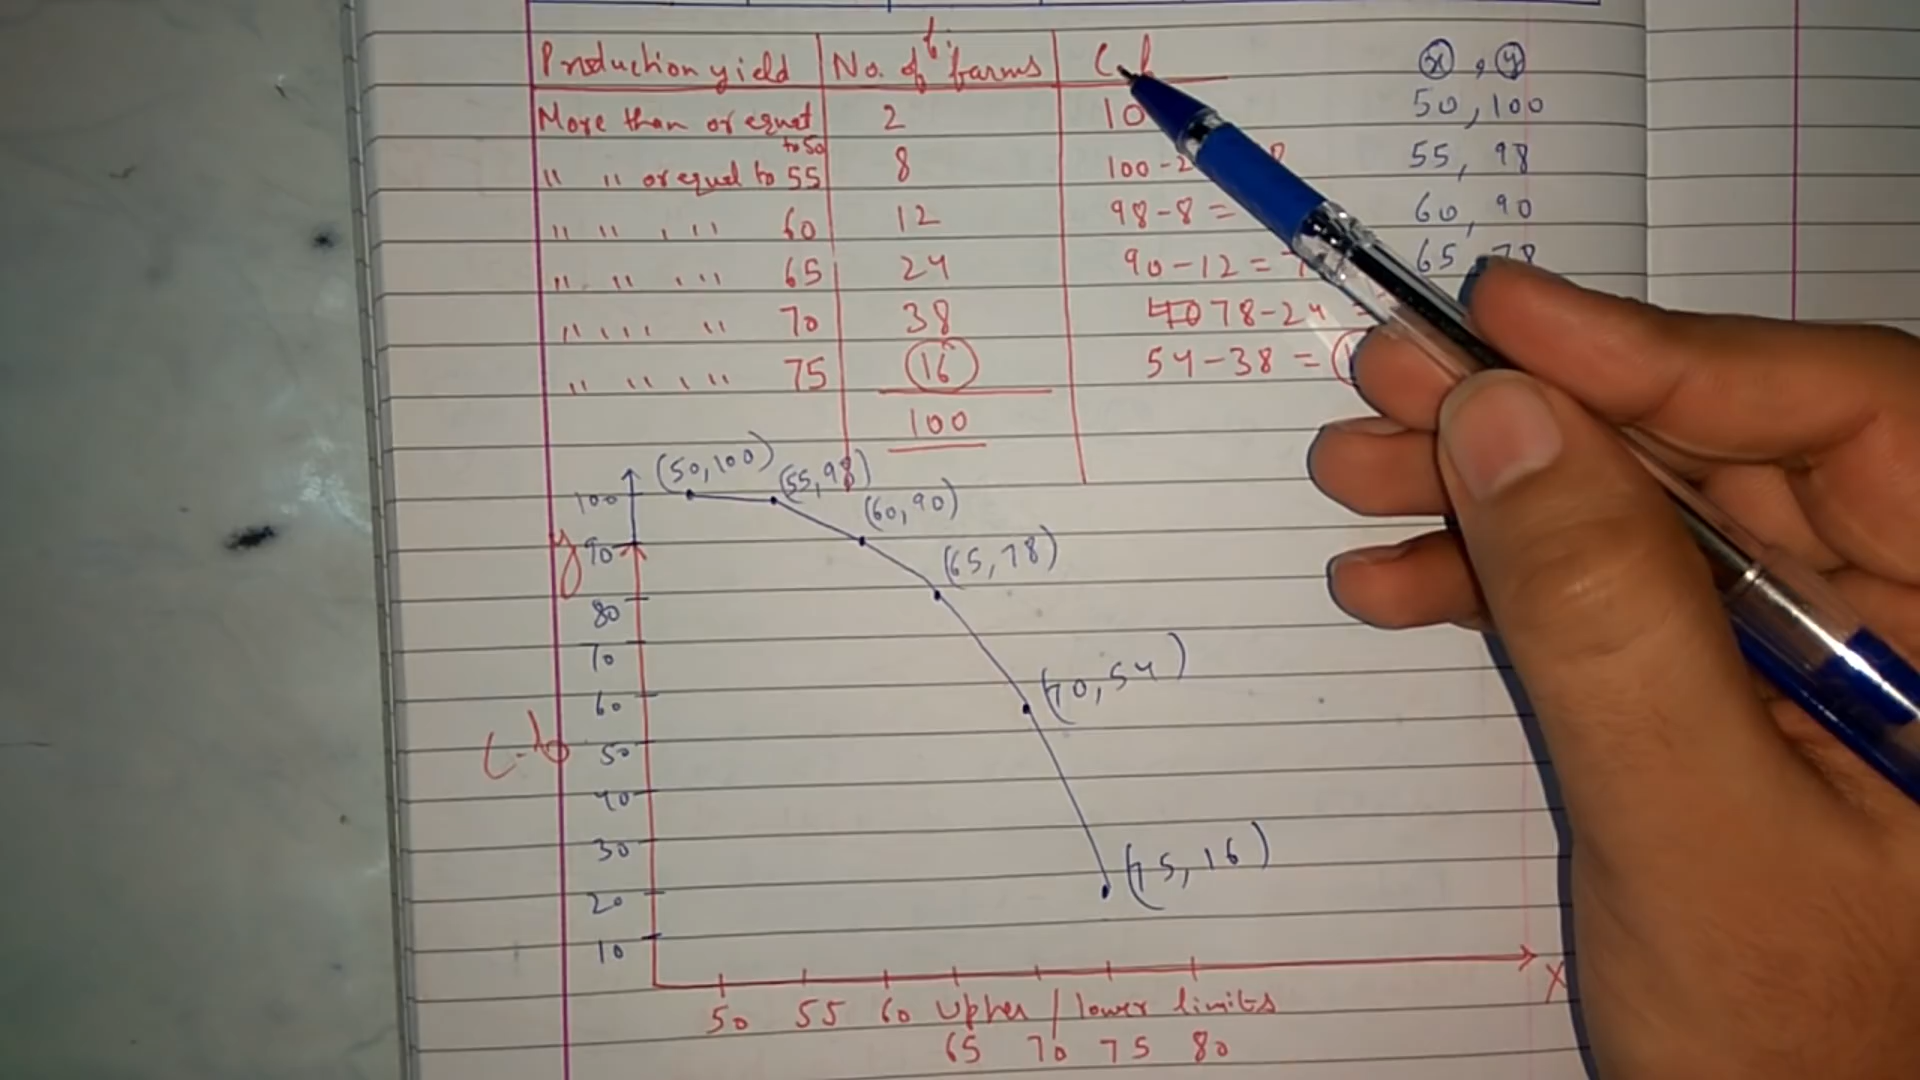 Production yield | No. of farms | C.f
fi
ⓧ , ⓨ
More than or equal to 50 | 2 | 10
50, 100
" " or equal to 55 | 8 | 100-2
55, 98
" " " " 60 | 12 | 98-8 =
60, 90
" " " " 65 | 24 | 90-12 = 7
65, 78
" " " " 70 | 38 | 78-24 =
" " " " 75 | 16 | 54-38 =
100
(50,100)
(55,98)
(60,90)
(65,78)
(70,54)
(75,16)
y
100
90
80
70
60
50
40
30
20
10
50 55 60 Upper / lower limits
65 70 75 80
X